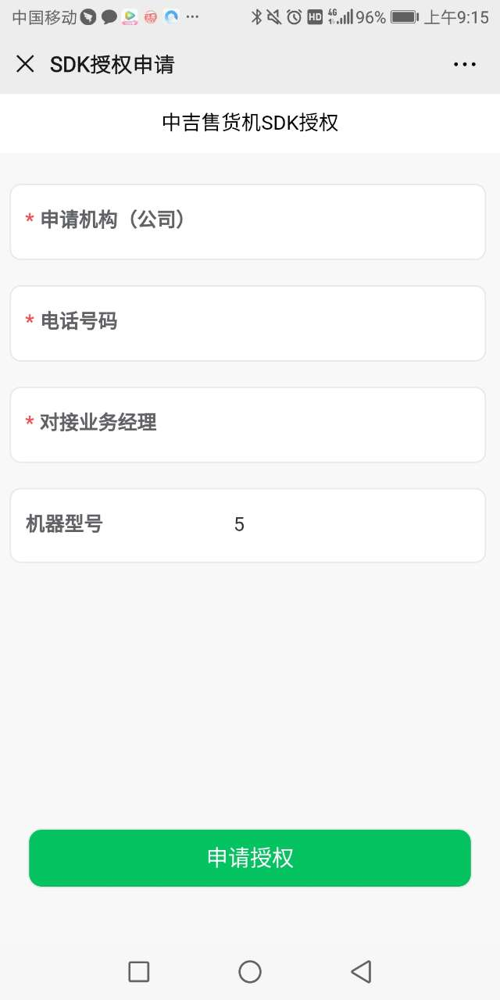 中国移动 HD 4G 96% 上午9:15
SDK授权申请
中吉售货机SDK授权
* 申请机构（公司）
* 电话号码
* 对接业务经理
机器型号 5
申请授权